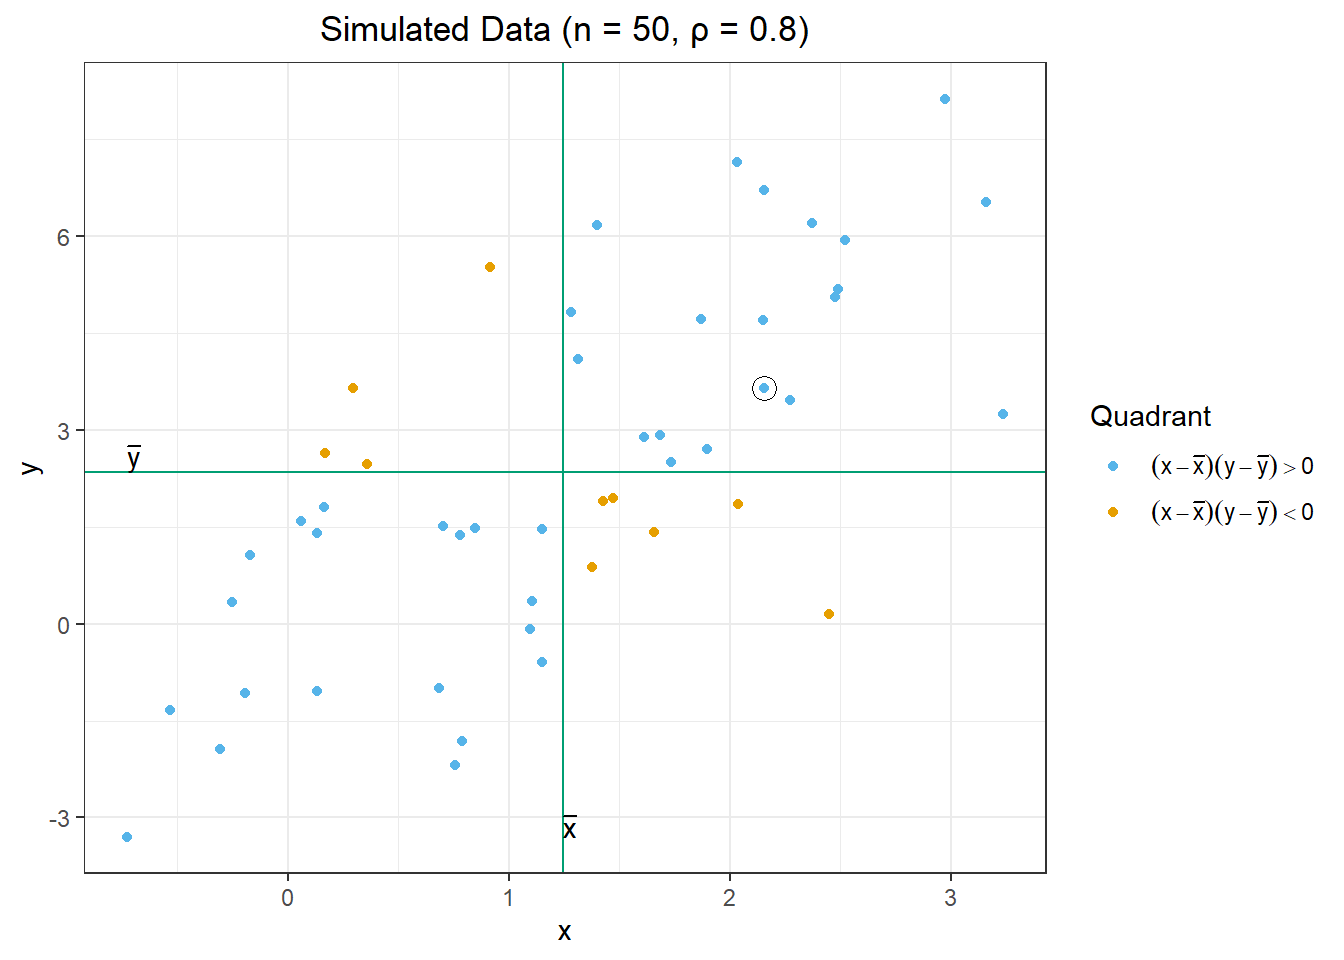 Simulated Data (n = 50, ρ = 0.8)
y
6
3
0
-3
y̅
x̅
0 1 2 3
x
Quadrant
(x − x̅)(y − y̅) > 0
(x − x̅)(y − y̅) < 0